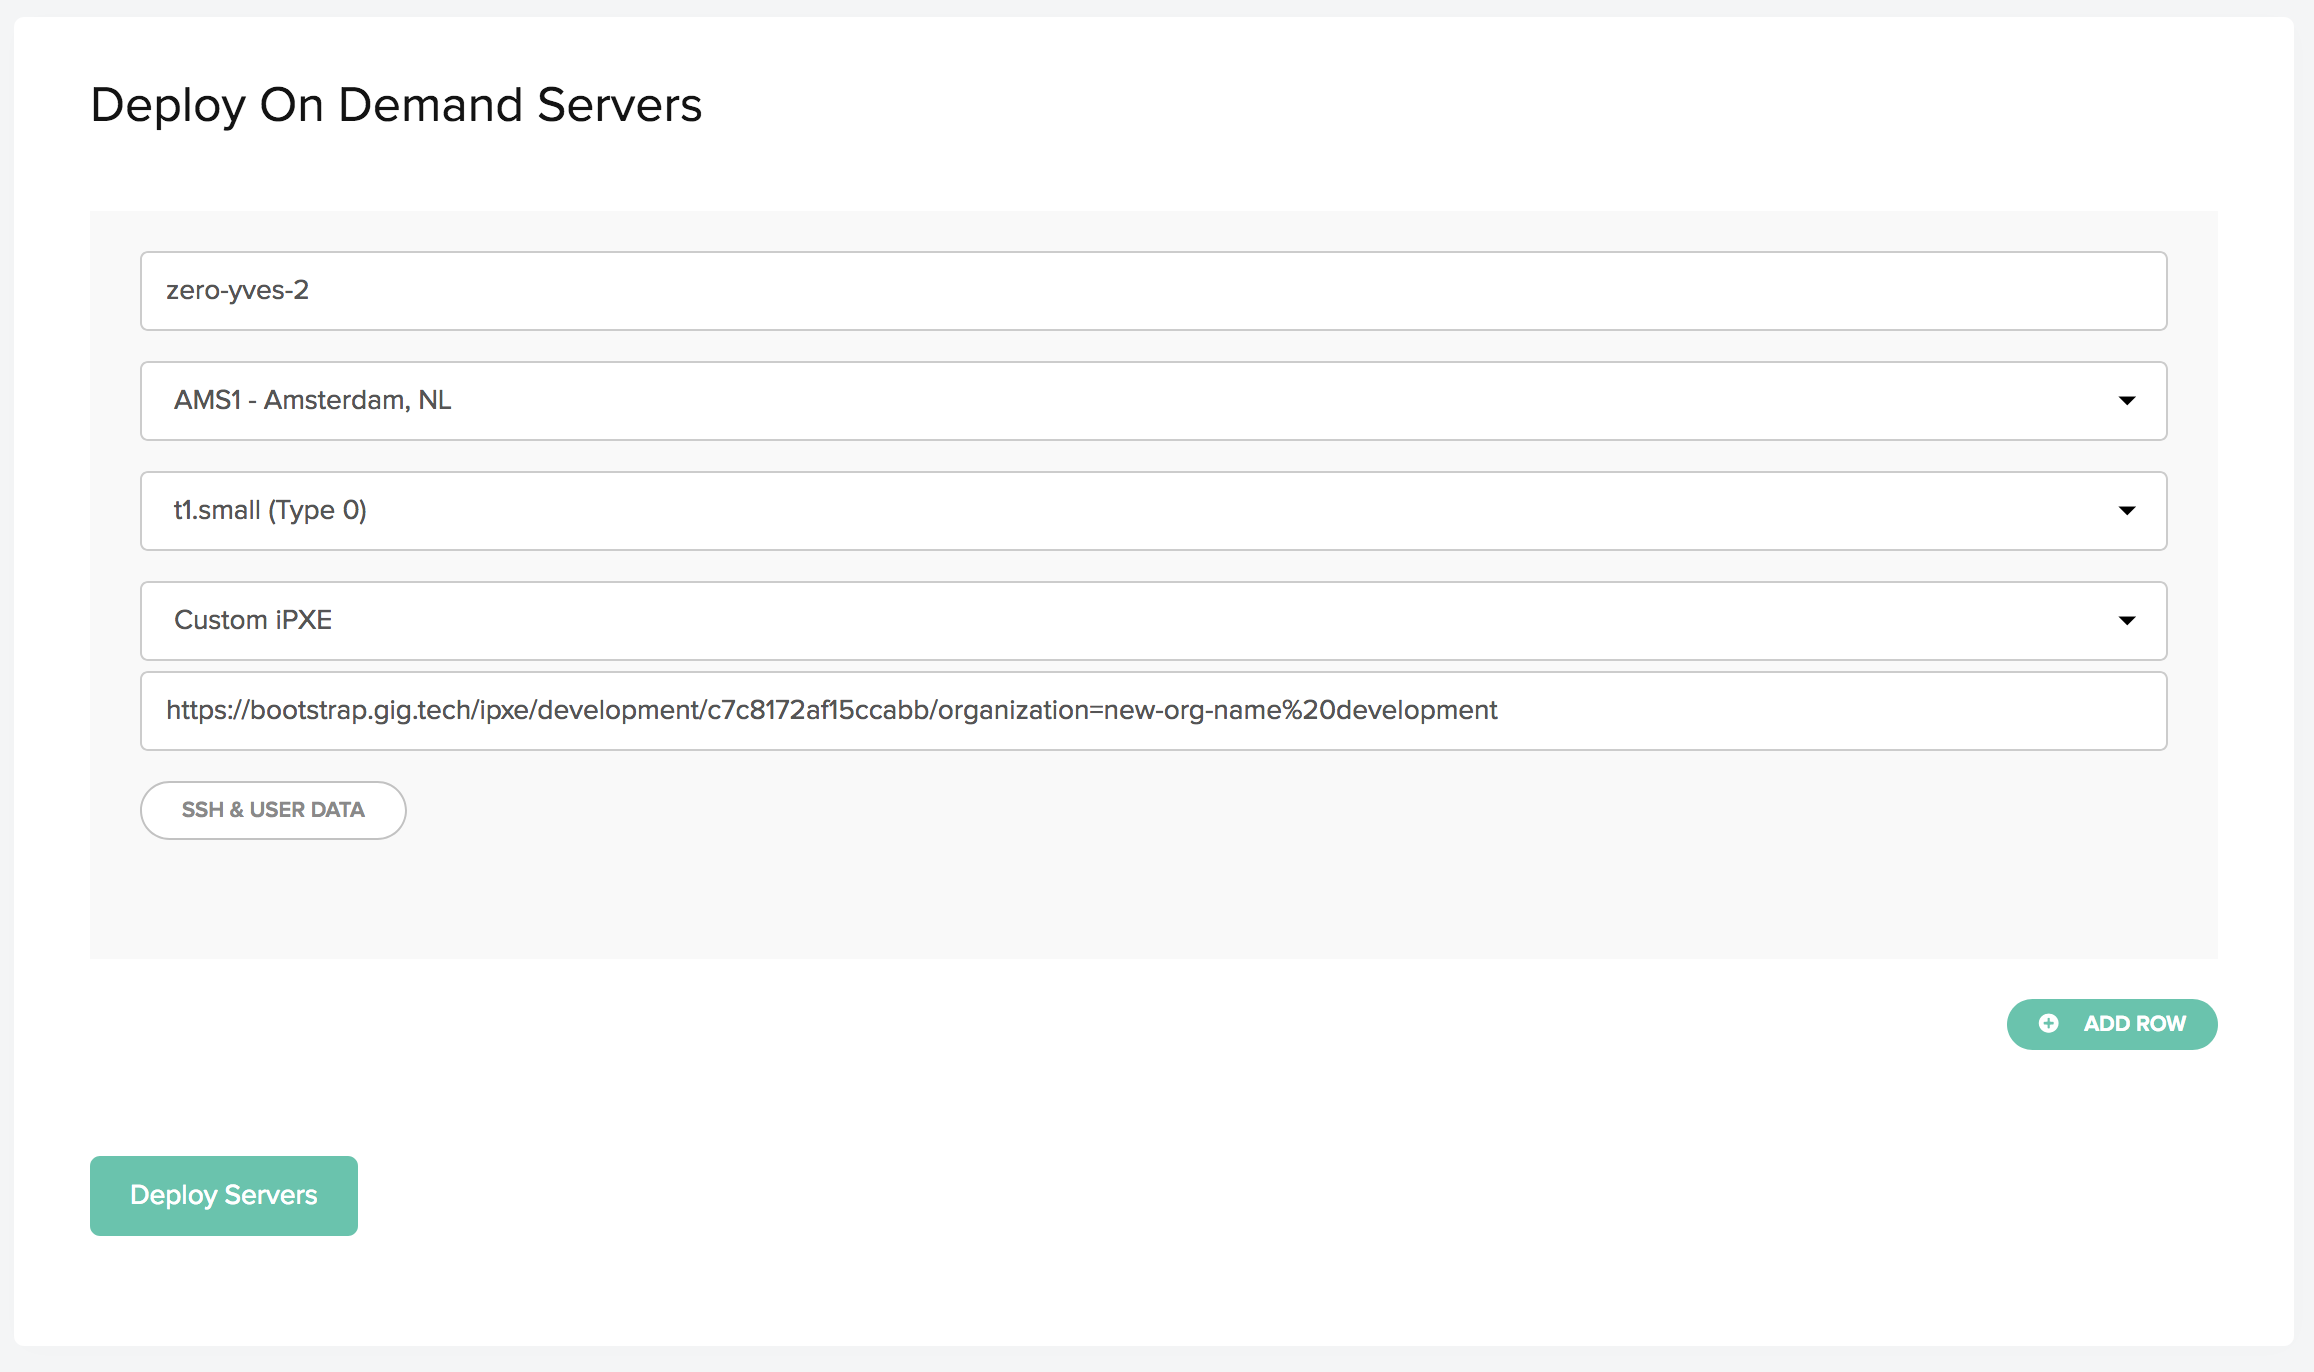 Deploy On Demand Servers
zero-yves-2
AMS1 - Amsterdam, NL
t1.small (Type 0)
Custom iPXE
https://bootstrap.gig.tech/ipxe/development/c7c8172af15ccabb/organization=new-org-name%20development
SSH & USER DATA
ADD ROW
Deploy Servers